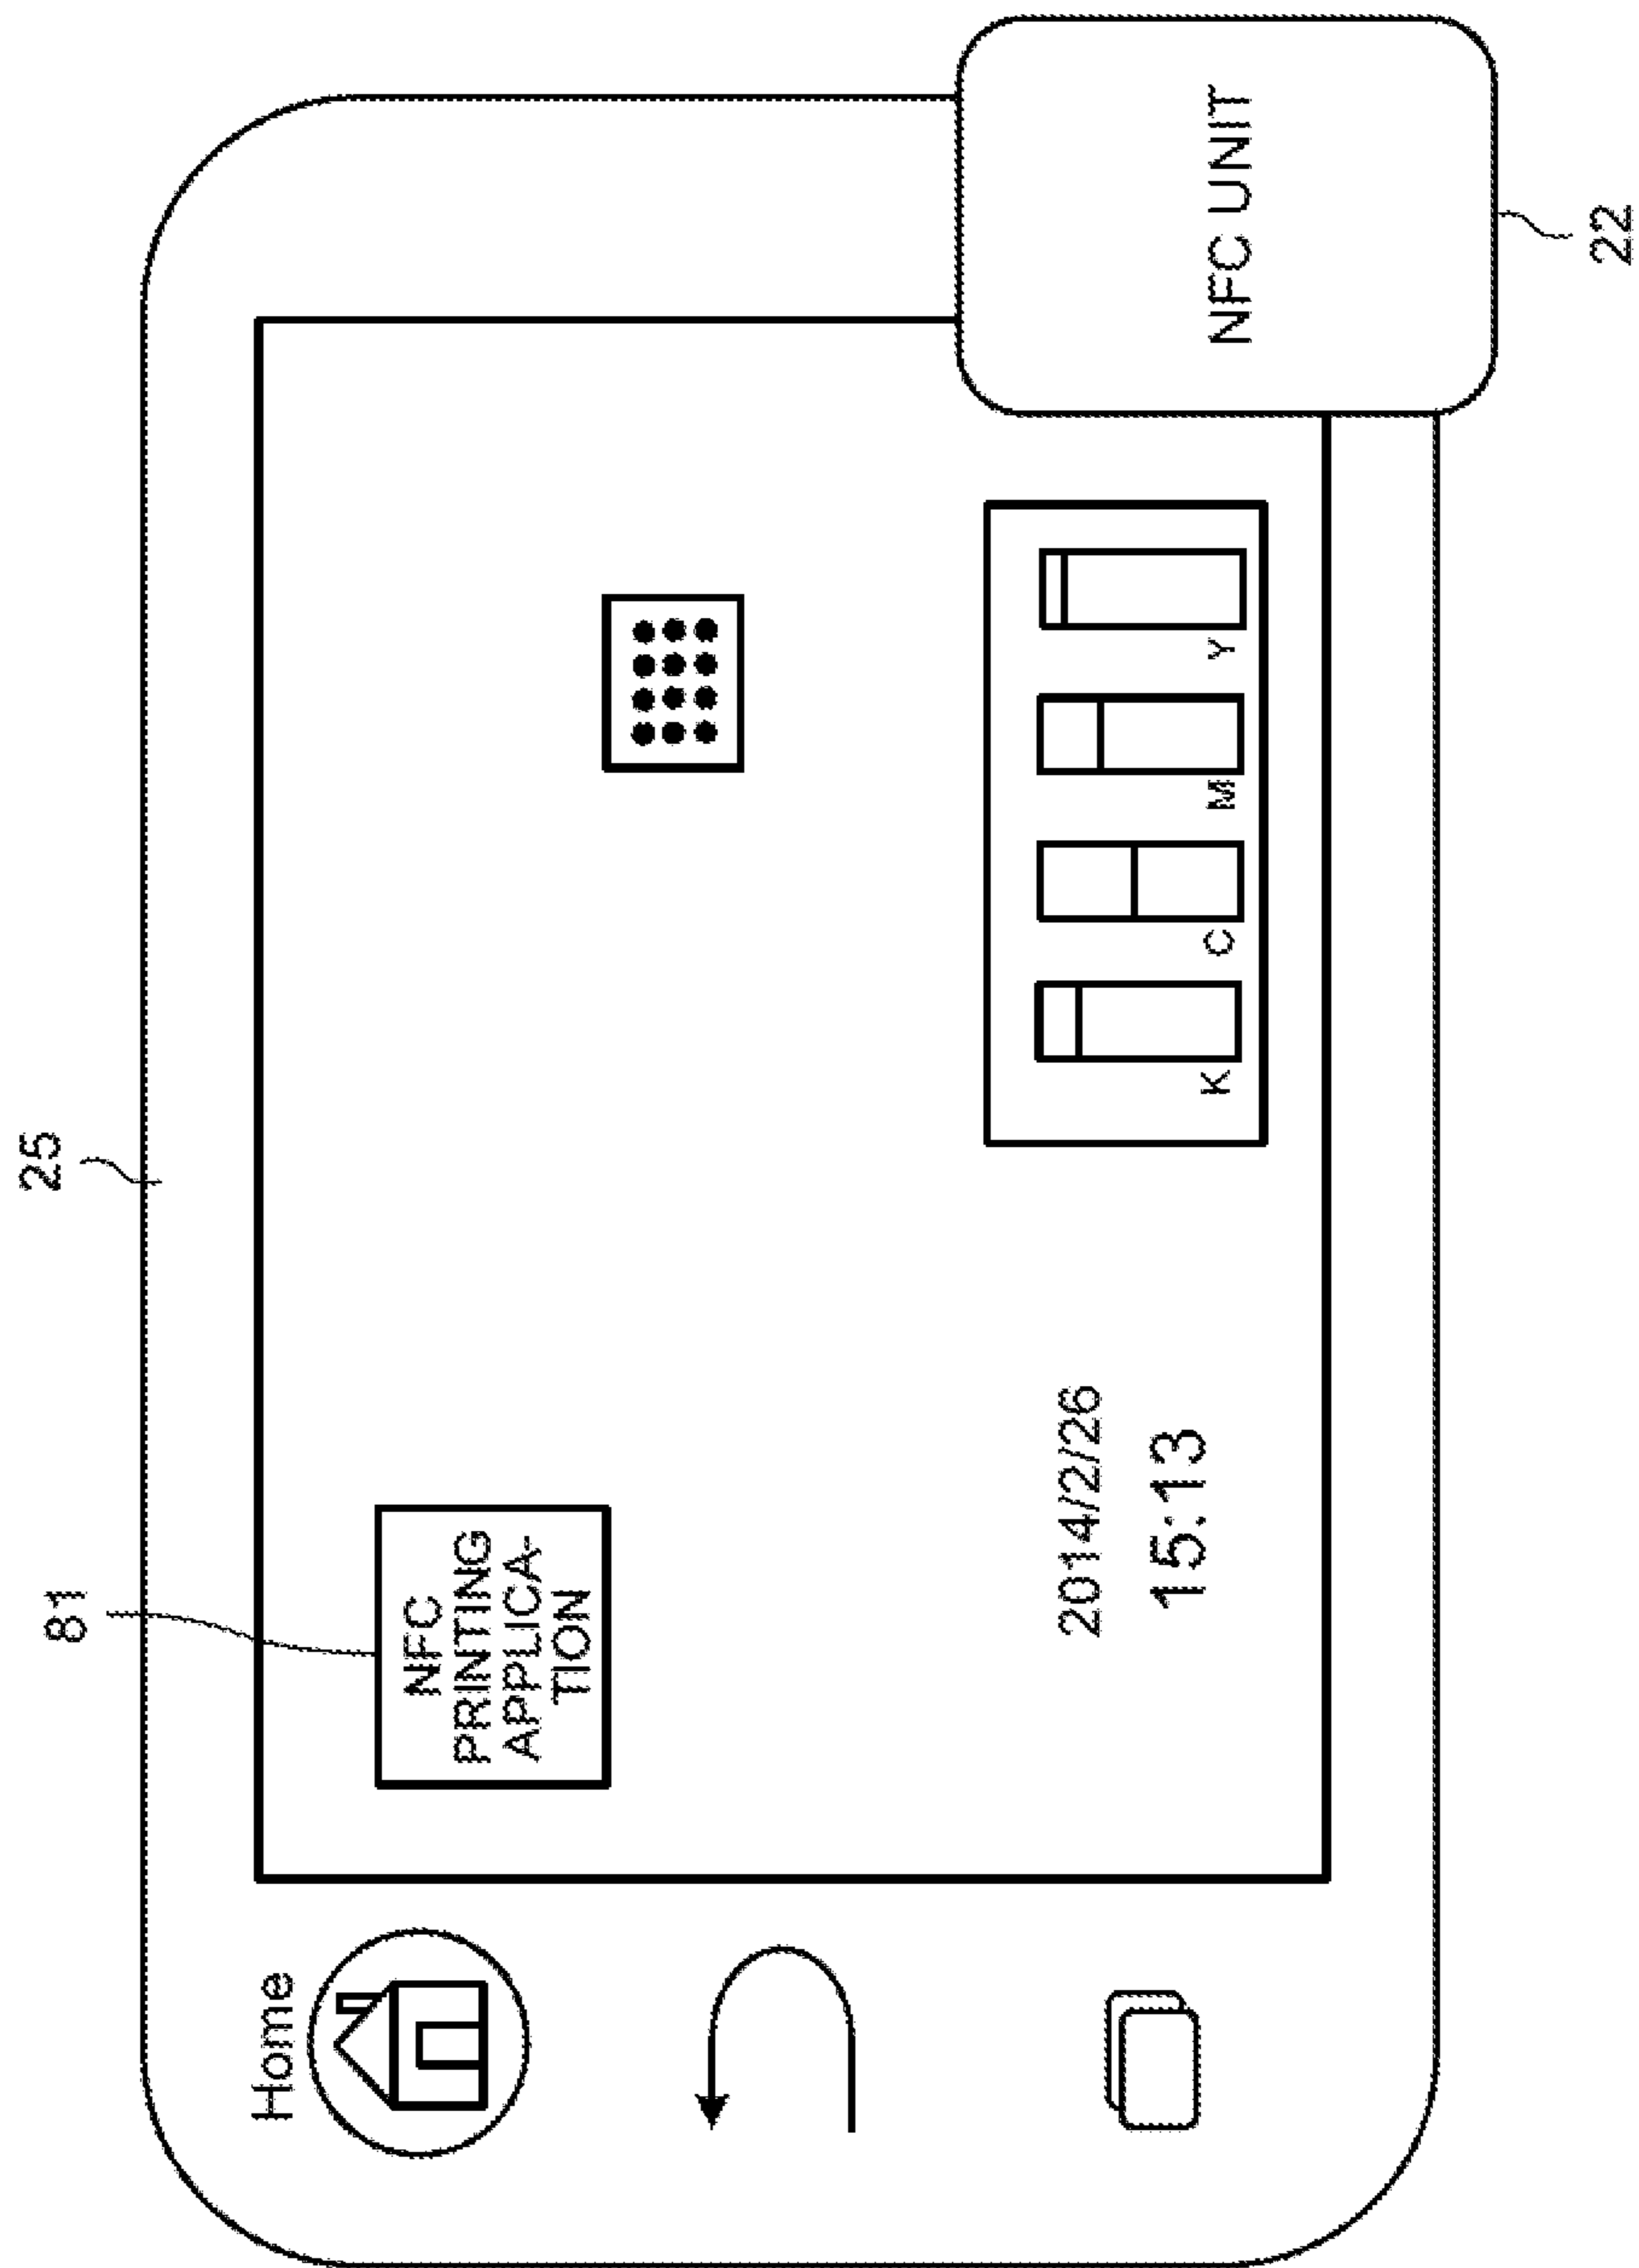 25
81
Home
NFC
PRINTING
APPLICA-
TION
2014/2/26
15:13
K
C
M
Y
NFC UNIT
22